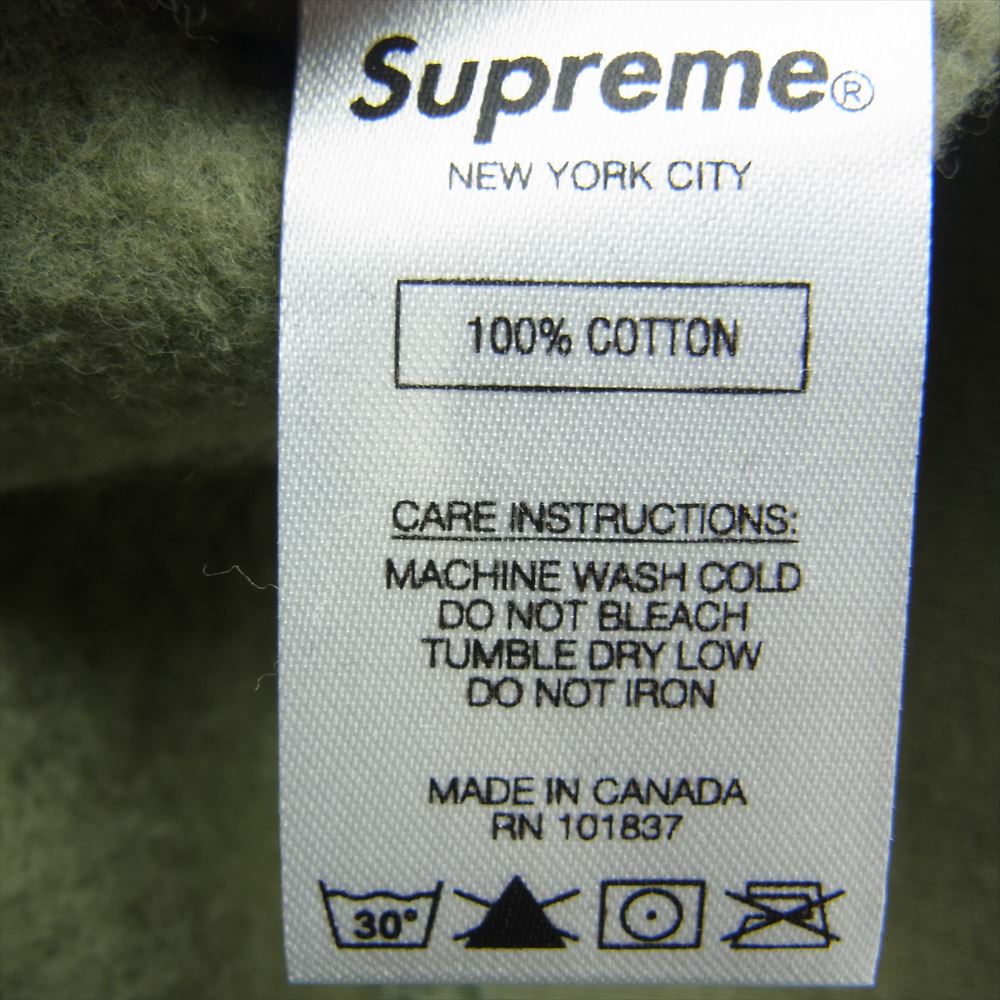 Supreme®
NEW YORK CITY
100% COTTON
CARE INSTRUCTIONS:
MACHINE WASH COLD
DO NOT BLEACH
TUMBLE DRY LOW
DO NOT IRON
MADE IN CANADA
RN 101837
30°